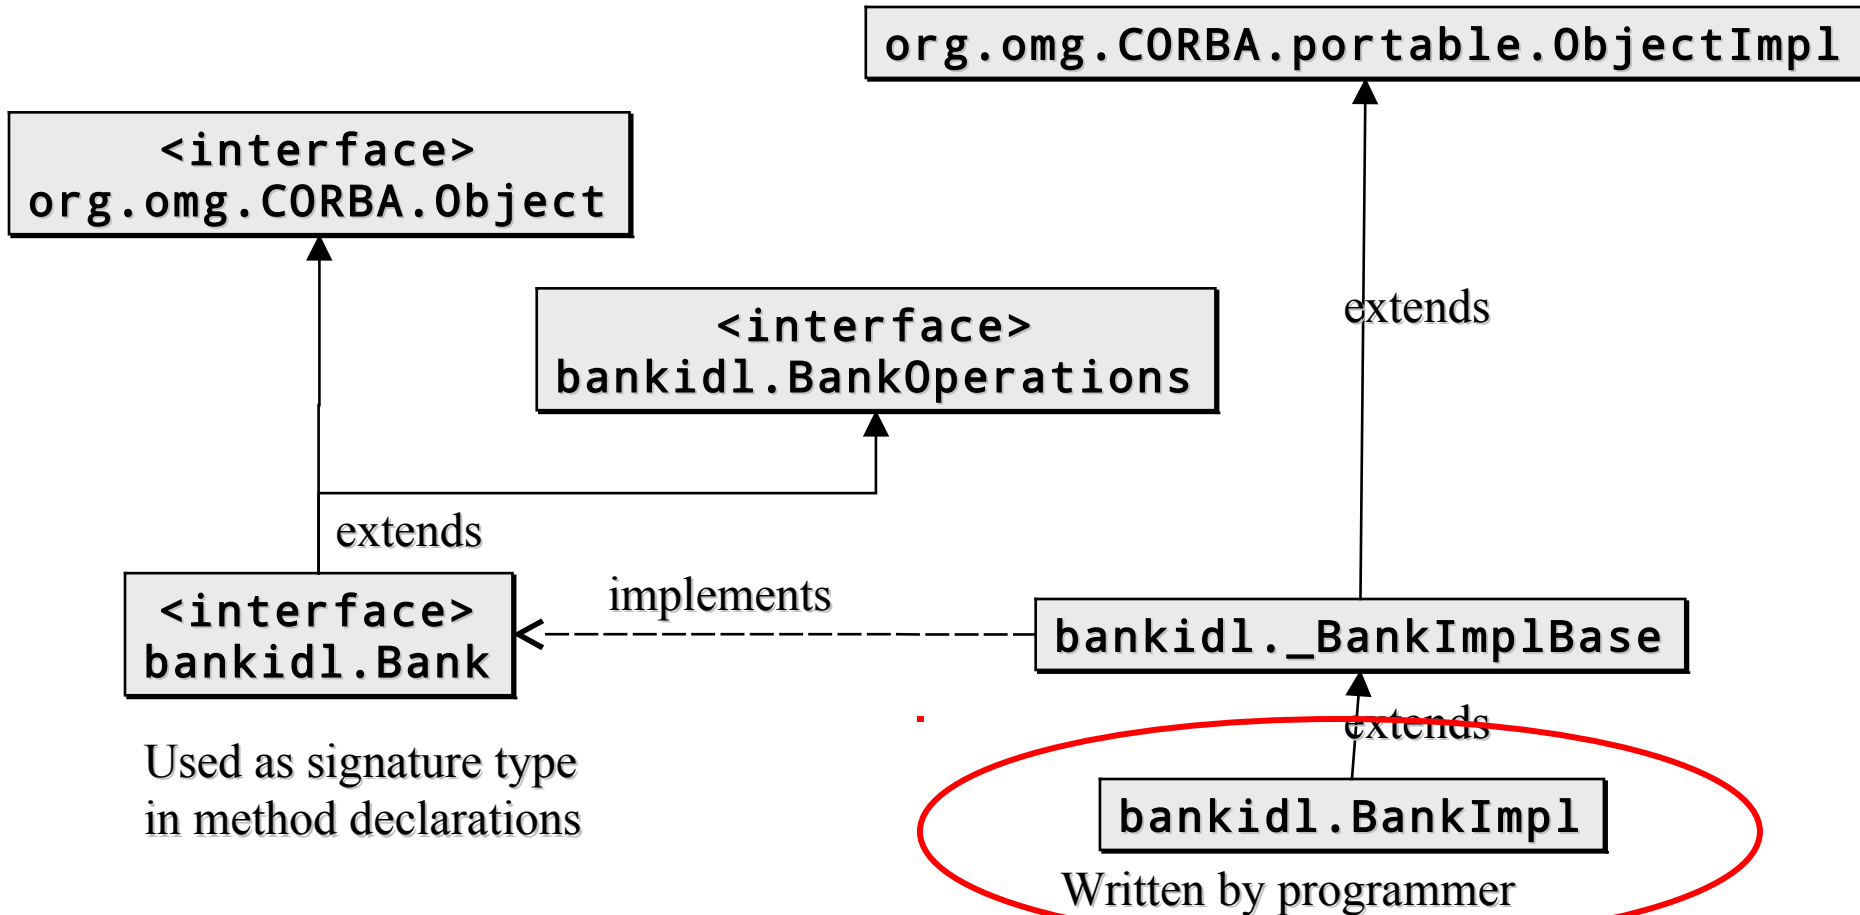 org.omg.CORBA.portable.ObjectImpl
<interface>
org.omg.CORBA.Object
<interface>
bankidl.BankOperations
extends
extends
<interface>
bankidl.Bank
implements
bankidl._BankImplBase
extends
Used as signature type
in method declarations
bankidl.BankImpl
Written by programmer